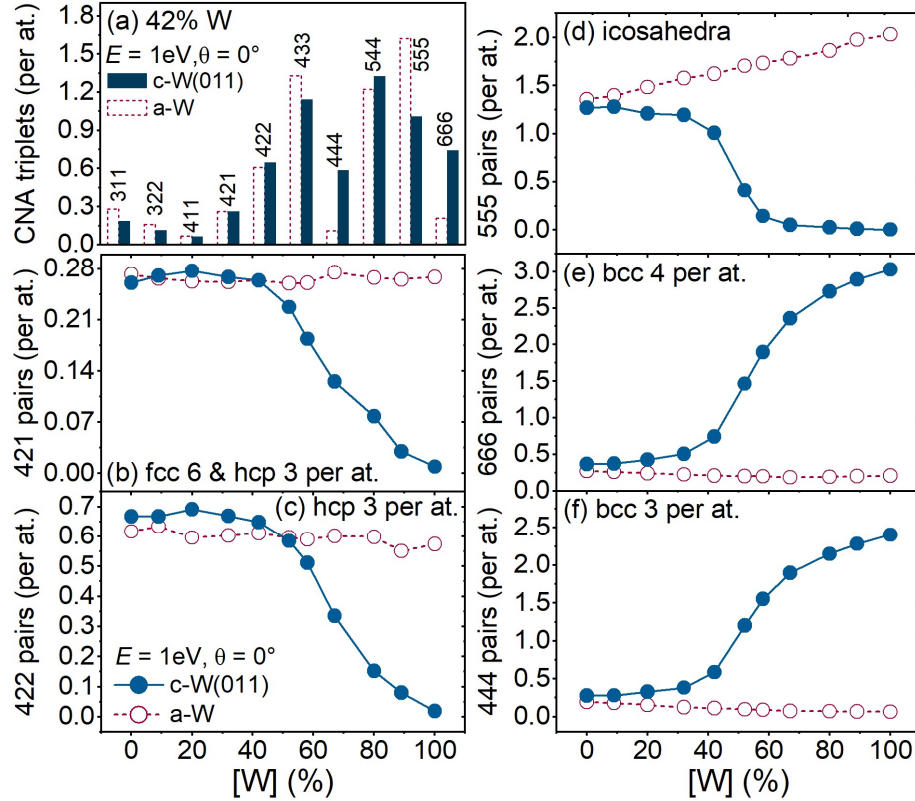 (a) 42% W
E = 1eV, θ = 0°
c-W(011)
a-W
CNA triplets (per at.)
1.8
1.5
1.2
0.9
0.6
0.3
0.0
311
322
411
421
422
433
444
544
555
666
421 pairs (per at.)
0.28
0.21
0.14
0.07
0.00
(b) fcc 6 & hcp 3 per at.
422 pairs (per at.)
0.7
0.6
0.5
0.4
0.3
0.2
0.1
0.0
(c) hcp 3 per at.
E = 1eV, θ = 0°
c-W(011)
a-W
0 20 40 60 80 100
[W] (%)
(d) icosahedra
555 pairs (per at.)
2.0
1.5
1.0
0.5
0.0
(e) bcc 4 per at.
666 pairs (per at.)
3.0
2.5
2.0
1.5
1.0
0.5
0.0
(f) bcc 3 per at.
444 pairs (per at.)
2.5
2.0
1.5
1.0
0.5
0.0
0 20 40 60 80 100
[W] (%)